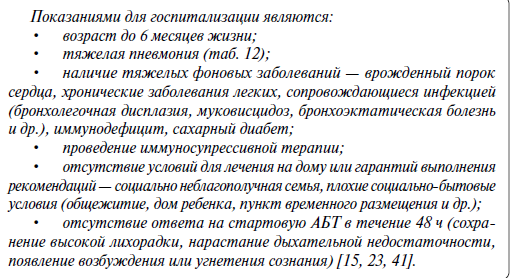 Показаниями для госпитализации являются:
• возраст до 6 месяцев жизни;
• тяжелая пневмония (таб. 12);
• наличие тяжелых фоновых заболеваний — врожденный порок
сердца, хронические заболевания легких, сопровождающиеся инфекцией
(бронхолегочная дисплазия, муковисцидоз, бронхоэктатическая болезнь
и др.), иммунодефицит, сахарный диабет;
• проведение иммуносупрессивной терапии;
• отсутствие условий для лечения на дому или гарантий выполнения
рекомендаций — социально неблагополучная семья, плохие социально-бытовые
условия (общежитие, дом ребенка, пункт временного размещения и др.);
• отсутствие ответа на стартовую АБТ в течение 48 ч (сохра-
нение высокой лихорадки, нарастание дыхательной недостаточности,
появление возбуждения или угнетения сознания) [15, 23, 41].